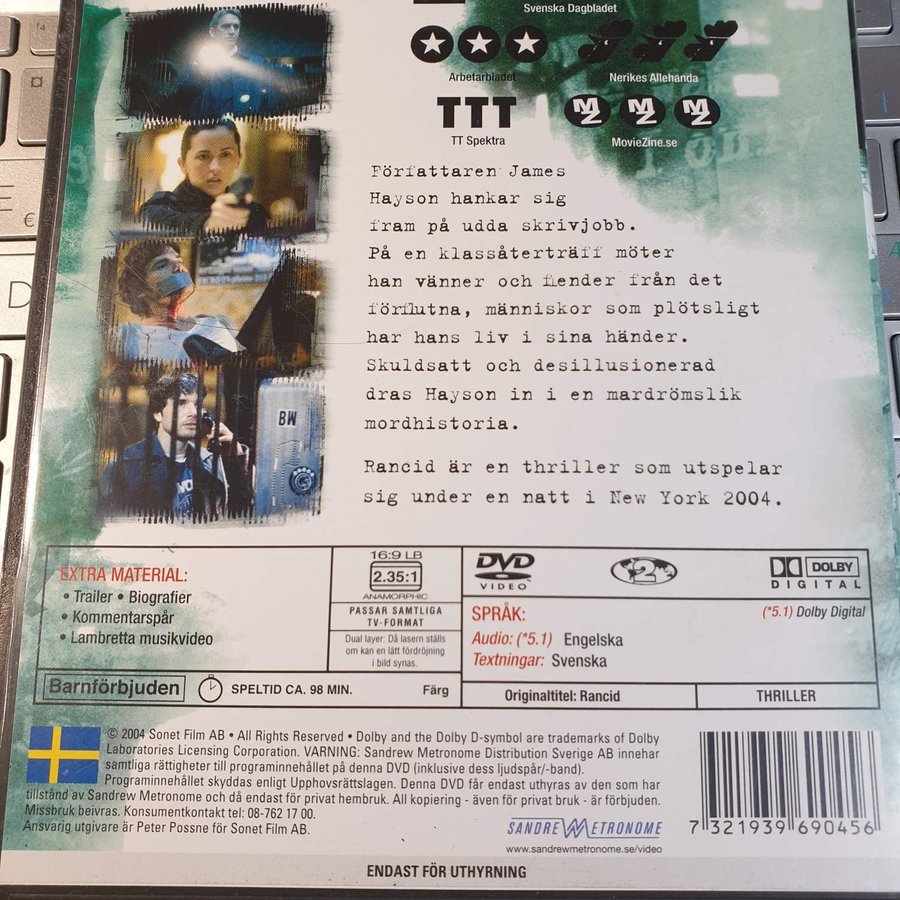 Svenska Dagbladet
Arbetarbladet
Nerikes Allehanda
TTT
TT Spektra
MZ MZ MZ
MovieZine.se
Författaren James
Hayson hankar sig
fram på udda skrivjobb.
På en klassåterträff möter
han vänner och fiender från det
förflutna, människor som plötsligt
har hans liv i sina händer.
Skuldsatt och desillusionerad
dras Hayson in i en mardrömslik
mordhistoria.
Rancid är en thriller som utspelar
sig under en natt i New York 2004.
BW
EXTRA MATERIAL:
• Trailer • Biografier
• Kommentarspår
• Lambretta musikvideo
16:9 LB
2.35:1
ANAMORPHIC
PASSAR SAMTLIGA
TV-FORMAT
Dual layer: Då lasern ställs
om kan en lätt fördröjning
i bild synas.
DVD
VIDEO
2
DOLBY
DIGITAL
SPRÅK:
(*5.1) Dolby Digital
Audio: (*5.1) Engelska
Textningar: Svenska
Barnförbjuden
SPELTID CA. 98 MIN.
Färg
Originaltitel: Rancid
THRILLER
© 2004 Sonet Film AB • All Rights Reserved • Dolby and the Dolby D-symbol are trademarks of Dolby
Laboratories Licensing Corporation. VARNING: Sandrew Metronome Distribution Sverige AB innehar
samtliga rättigheter till programinnehållet på denna DVD (inklusive dess ljudspår/-band).
Programinnehållet skyddas enligt Upphovsrättslagen. Denna DVD får endast uthyras av den som har
tillstånd av Sandrew Metronome och då endast för privat hembruk. All kopiering - även för privat bruk - är förbjuden.
Missbruk beivras. Konsumentkontakt tel: 08-762 17 00.
Ansvarig utgivare är Peter Possne för Sonet Film AB.
SANDREW METRONOME
www.sandrewmetronome.se/video
7 321939 690456
ENDAST FÖR UTHYRNING